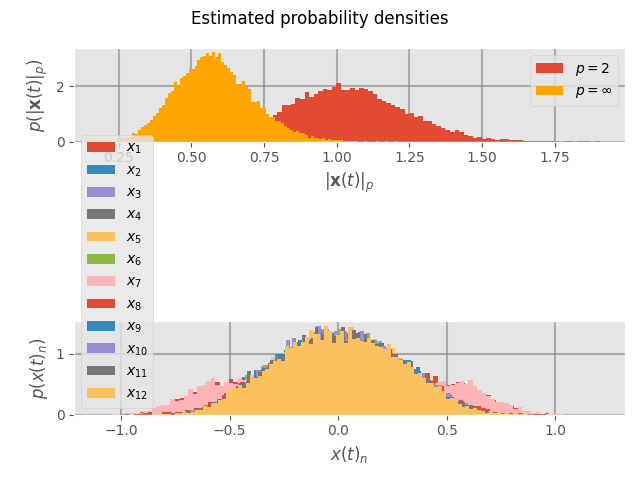 Estimated probability densities
p(|x(t)|ₚ)
2
0
p = 2
p = ∞
0.25 0.50 0.75 1.00 1.25 1.50 1.75
|x(t)|ₚ
x₁
x₂
x₃
x₄
x₅
x₆
x₇
x₈
x₉
x₁₀
x₁₁
x₁₂
p(x(t)ₙ)
1
0
−1.0 −0.5 0.0 0.5 1.0
x(t)ₙ